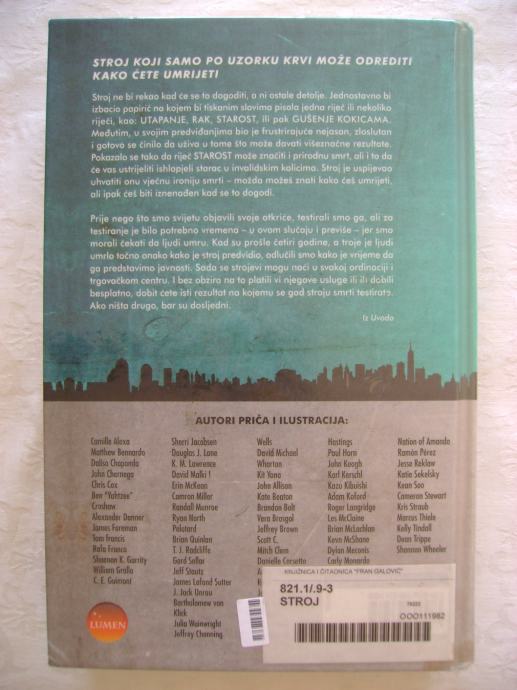 STROJ KOJI SAMO PO UZORKU KRVI MOŽE ODREDITI
KAKO ĆETE UMRIJETI
Stroj ne bi rekao kad će se to dogoditi, a ni ostale detalje. Jednostavno bi
izbacio papirić na kojem bi tiskanim slovima pisala jedna riječ ili nekoliko
riječi, kao: UTAPANJE, RAK, STAROST, ili pak GUŠENJE KOKICAMA.
Međutim, u svojim predviđanjima bio je frustrirajuće nejasan, zloslutan
i gotovo se činilo da uživa u tome što može davati višeznačne rezultate.
Pokazalo se tako da riječ STAROST može značiti i prirodnu smrt, ali i to da
će vas ustrijeliti ishlapjeli starac u invalidskim kolicima. Stroj je uspijevao
uhvatiti onu vječnu ironiju smrti – možda možeš znati kako ćeš umrijeti,
ali ipak ćeš biti iznenađen kad se to dogodi.
Prije nego što smo svijetu objavili svoje otkriće, testirali smo ga, ali za
testiranje je bilo potrebno vremena – u ovom slučaju i previše – jer smo
morali čekati da ljudi umru. Kad su prošle četiri godine, a troje je ljudi
umrlo točno onako kako je stroj predvidio, odlučili smo kako je vrijeme da
ga predstavimo javnosti. Sada se strojevi mogu naći u svakoj ordinaciji i
trgovačkom centru. I bez obzira na to platili vi njegove usluge ili ih dobili
besplatno, dobit ćete isti rezultat na kojemu se god stroju smrti testirate.
Ako ništa drugo, bar su dosljedni.
Iz Uvoda
AUTORI PRIČA I ILUSTRACIJA:
Camille Alexa
Matthew Bennardo
Daliso Chaponda
John Chernega
Chris Cox
Ben "Yahtzee"
Croshaw
Alexander Danner
James Foreman
Tom Francis
Rafa Franco
Shaenon K. Garrity
William Grallo
C. E. Guimont
Sherri Jacobsen
Douglas J. Lane
K. M. Lawrence
David Malki !
Erin McKean
Camron Miller
Randall Munroe
Ryan North
Pelotard
Brian Quinlan
T. J. Radcliffe
Gord Sellar
Jeff Stautz
James Lafond Sutter
J. Jack Unrau
Bartholomew von
Klick
Julia Wainwright
Jeffrey Channing
Wells
David Michael
Wharton
Kit Yona
John Allison
Kate Beaton
Brandon Bolt
Vera Brosgol
Jeffrey Brown
Scott C.
Mitch Clem
Danielle Corsetto
Hastings
Paul Horn
John Keogh
Karl Kerschl
Kazu Kibuishi
Adam Koford
Roger Langridge
Les McClaine
Brian McLachlan
Kevin McShane
Dylan Meconis
Carly Monardo
Nation of Amanda
Ramón Pérez
Jesse Reklaw
Katie Sekelsky
Kean Soo
Cameron Stewart
Kris Straub
Marcus Thiele
Kelly Tindall
Dean Trippe
Shannon Wheeler
KNJIŽNICA I ČITAONICA "FRAN GALOVIĆ"
821.1/.9-3
STROJ
OOO111982
LUMEN